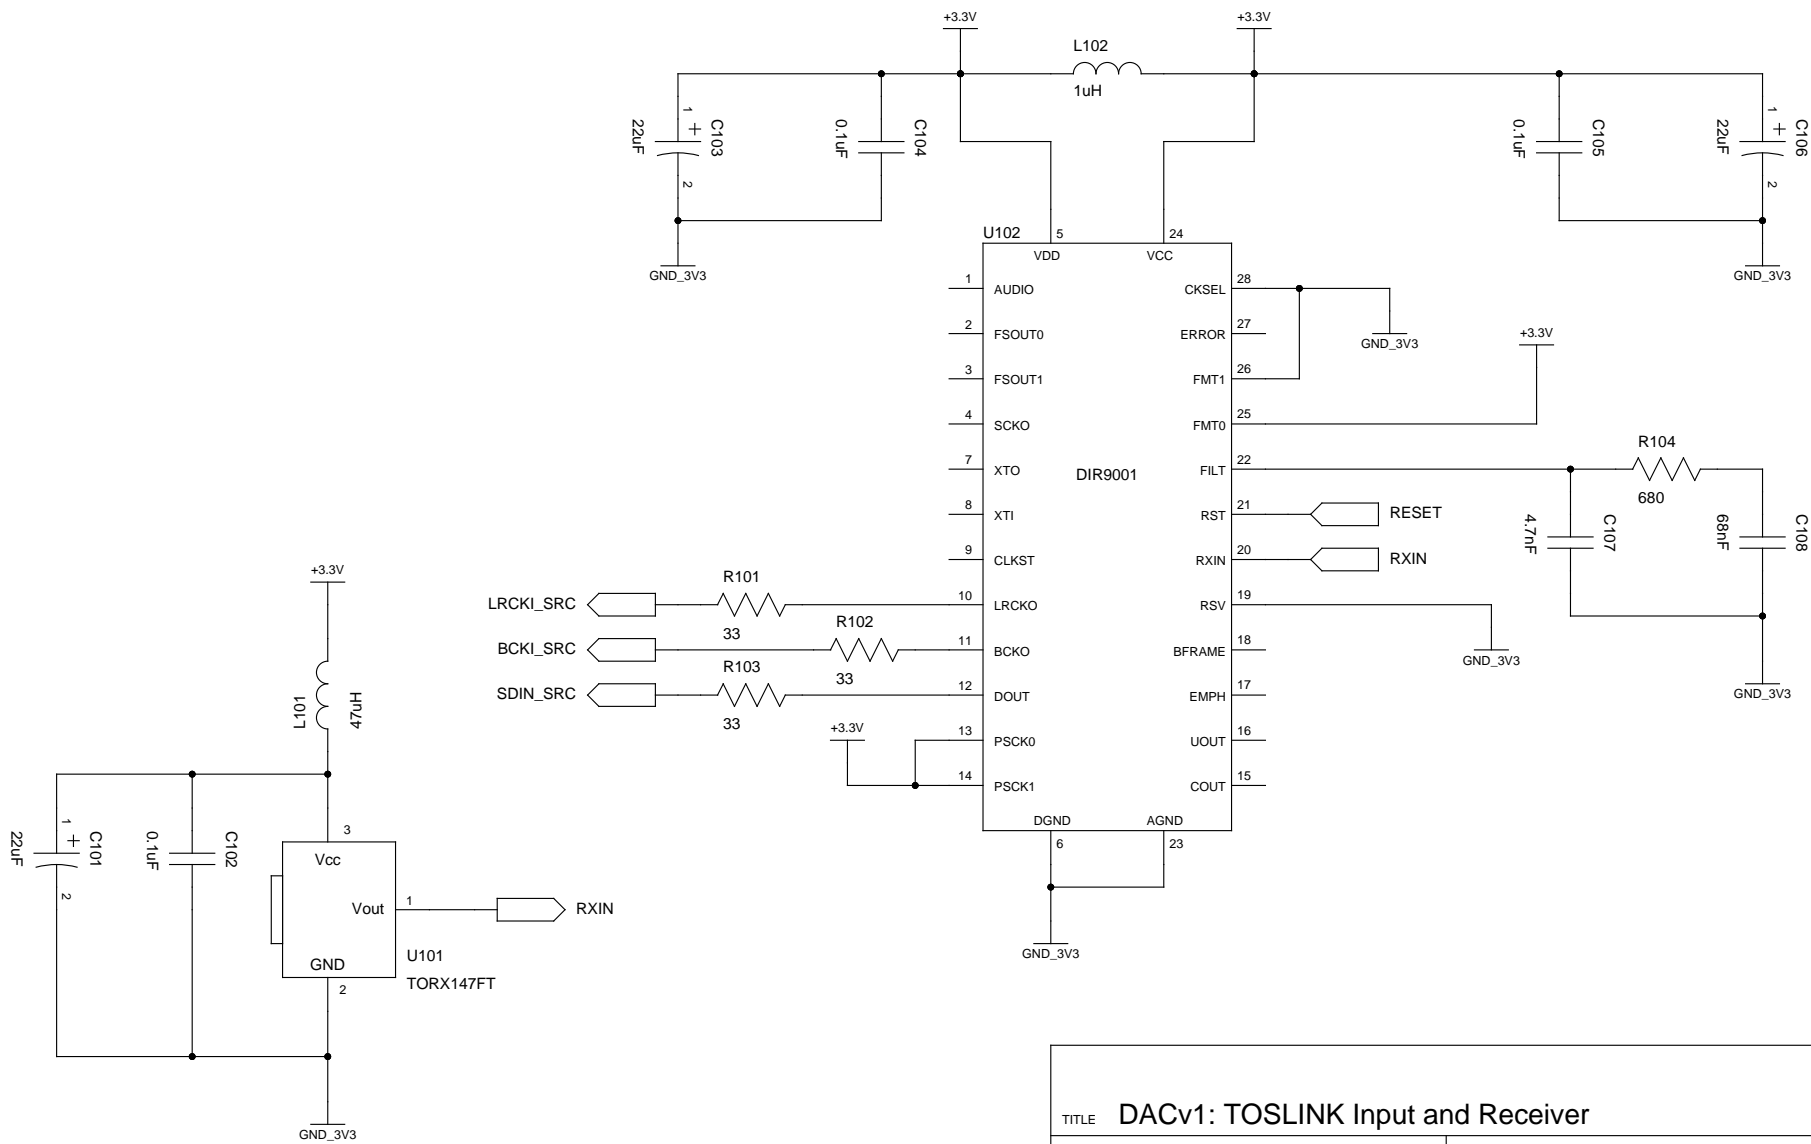 +3.3V
+3.3V
L102
1uH
1
+
C103
22uF
2
C104
0.1uF
C105
0.1uF
1
+
C106
22uF
2
GND_3V3
GND_3V3
U102
5
24
VDD
VCC
1
AUDIO
CKSEL
28
2
FSOUT0
ERROR
27
GND_3V3
+3.3V
3
FSOUT1
FMT1
26
4
SCKO
FMT0
25
7
XTO
DIR9001
FILT
22
R104
680
8
XTI
RST
21
RESET
C107
4.7nF
C108
68nF
9
CLKST
RXIN
20
RXIN
+3.3V
LRCKI_SRC
R101
33
10
LRCKO
RSV
19
BCKI_SRC
R102
33
11
BCKO
BFRAME
18
GND_3V3
SDIN_SRC
R103
33
12
DOUT
EMPH
17
GND_3V3
47uH
L101
+3.3V
13
PSCK0
UOUT
16
14
PSCK1
COUT
15
DGND
AGND
6
23
GND_3V3
1
+
C101
22uF
2
C102
0.1uF
3
Vcc
Vout
1
RXIN
GND
2
U101
TORX147FT
GND_3V3
TITLE DACv1: TOSLINK Input and Receiver